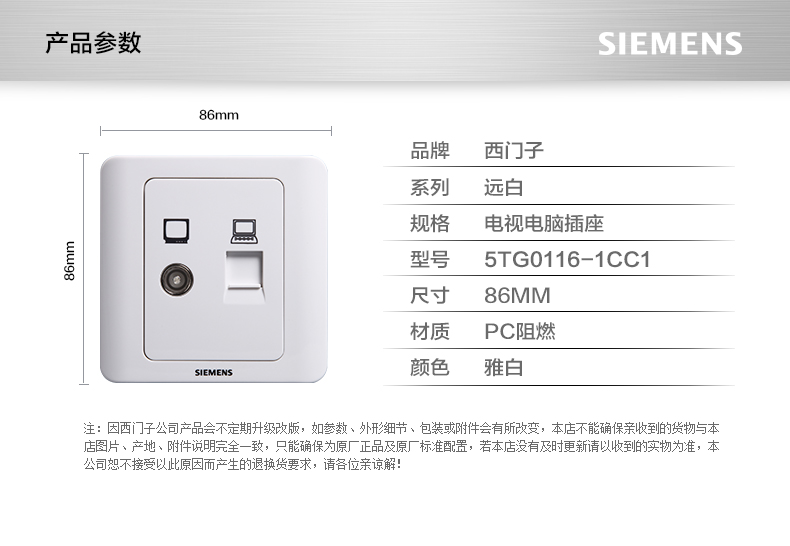 产品参数
SIEMENS
86mm
86mm
SIEMENS
品牌 西门子
系列 远白
规格 电视电脑插座
型号 5TG0116-1CC1
尺寸 86MM
材质 PC阻燃
颜色 雅白
注：因西门子公司产品会不定期升级改版，如参数、外形细节、包装或附件会有所改变，本店不能确保亲收到的货物与本
店图片、产地、附件说明完全一致，只能确保为原厂正品及原厂标准配置，若本店没有及时更新请以收到的实物为准，本
公司恕不接受以此原因而产生的退换货要求，请各位亲谅解！